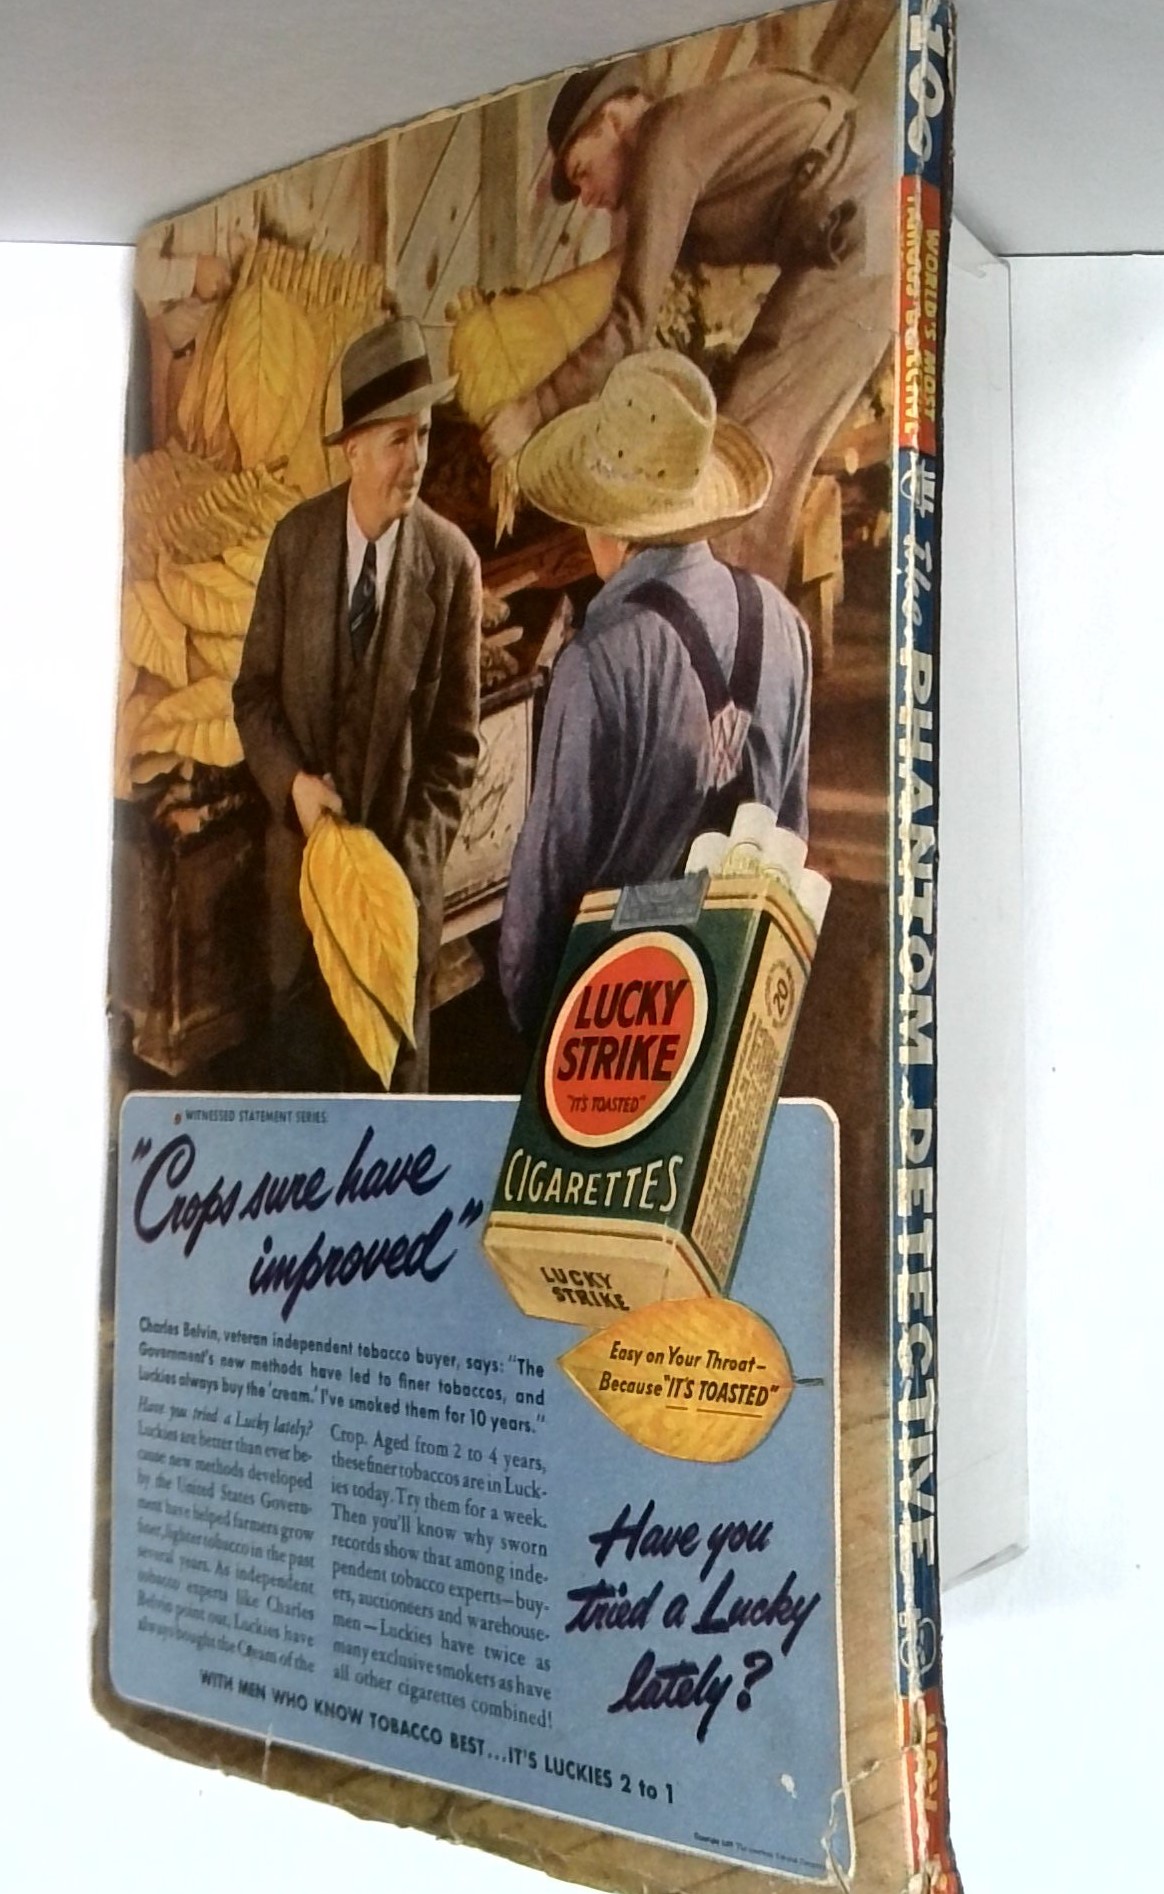 WITNESSED STATEMENT SERIES:
"Crops sure have
improved"
LUCKY
STRIKE
"IT'S TOASTED"
CIGARETTES
20
LUCKY
STRIKE
Easy on Your Throat—
Because "IT'S TOASTED"
Charles Belvin, veteran independent tobacco buyer, says: "The
Government's new methods have led to finer tobaccos, and
Luckies always buy the 'cream.' I've smoked them for 10 years."
Have you tried a Lucky lately?
Luckies are better than ever be-
cause new methods developed
by the United States Govern-
ment have helped farmers grow
finer, lighter tobacco in the past
several years. As independent
tobacco experts like Charles
Belvin point out, Luckies have
always bought the Cream of the
Crop. Aged from 2 to 4 years,
these finer tobaccos are in Luck-
ies today. Try them for a week.
Then you'll know why sworn
records show that among inde-
pendent tobacco experts—buy-
ers, auctioneers and warehouse-
men—Luckies have twice as
many exclusive smokers as have
all other cigarettes combined!
Have you
tried a Lucky
lately?
WITH MEN WHO KNOW TOBACCO BEST...IT'S LUCKIES 2 to 1
10¢
WORLD'S MOST
FAMOUS DETECTIVE
The PHANTOM DETECTIVE
NOV.